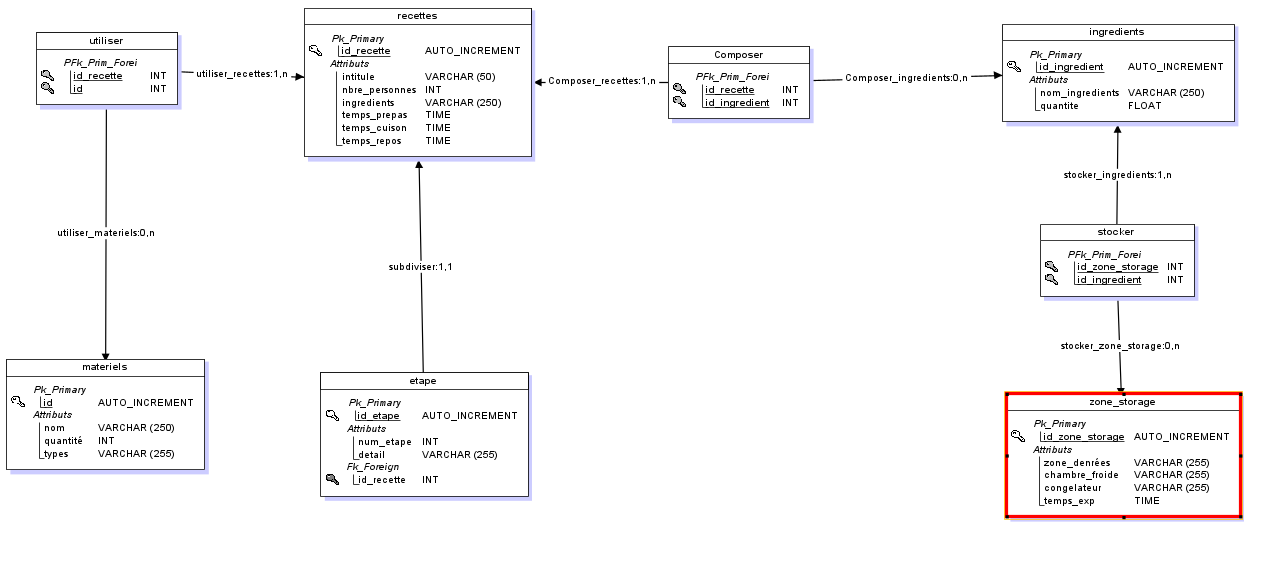 utiliser
PFk_Prim_Forei
id_recette INT
id INT
utiliser_recettes:1,n
recettes
Pk_Primary
id_recette AUTO_INCREMENT
Attributs
intitule VARCHAR (50)
nbre_personnes INT
ingredients VARCHAR (250)
temps_prepas TIME
temps_cuison TIME
temps_repos TIME
Composer_recettes:1,n
Composer
PFk_Prim_Forei
id_recette INT
id_ingredient INT
Composer_ingredients:0,n
ingredients
Pk_Primary
id_ingredient AUTO_INCREMENT
Attributs
nom_ingredients VARCHAR (250)
quantite FLOAT
stocker_ingredients:1,n
utiliser_materiels:0,n
subdiviser:1,1
stocker
PFk_Prim_Forei
id_zone_storage INT
id_ingredient INT
stocker_zone_storage:0,n
materiels
Pk_Primary
id AUTO_INCREMENT
Attributs
nom VARCHAR (250)
quantité INT
types VARCHAR (255)
etape
Pk_Primary
id_etape AUTO_INCREMENT
Attributs
num_etape INT
detail VARCHAR (255)
Fk_Foreign
id_recette INT
zone_storage
Pk_Primary
id_zone_storage AUTO_INCREMENT
Attributs
zone_denrées VARCHAR (255)
chambre_froide VARCHAR (255)
congelateur VARCHAR (255)
temps_exp TIME